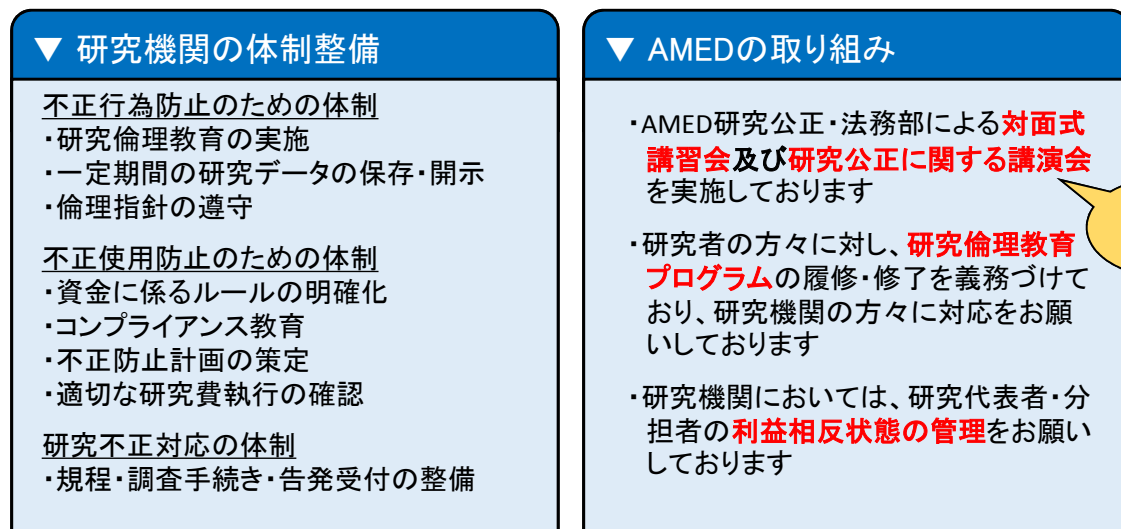 ▼ 研究機関の体制整備
不正行為防止のための体制
・研究倫理教育の実施
・一定期間の研究データの保存・開示
・倫理指針の遵守
不正使用防止のための体制
・資金に係るルールの明確化
・コンプライアンス教育
・不正防止計画の策定
・適切な研究費執行の確認
研究不正対応の体制
・規程・調査手続き・告発受付の整備
▼ AMEDの取り組み
・AMED研究公正・法務部による対面式
講習会及び研究公正に関する講演会
を実施しております
・研究者の方々に対し、研究倫理教育
プログラムの履修・修了を義務づけて
おり、研究機関の方々に対応をお願
いしております
・研究機関においては、研究代表者・分
担者の利益相反状態の管理をお願い
しております